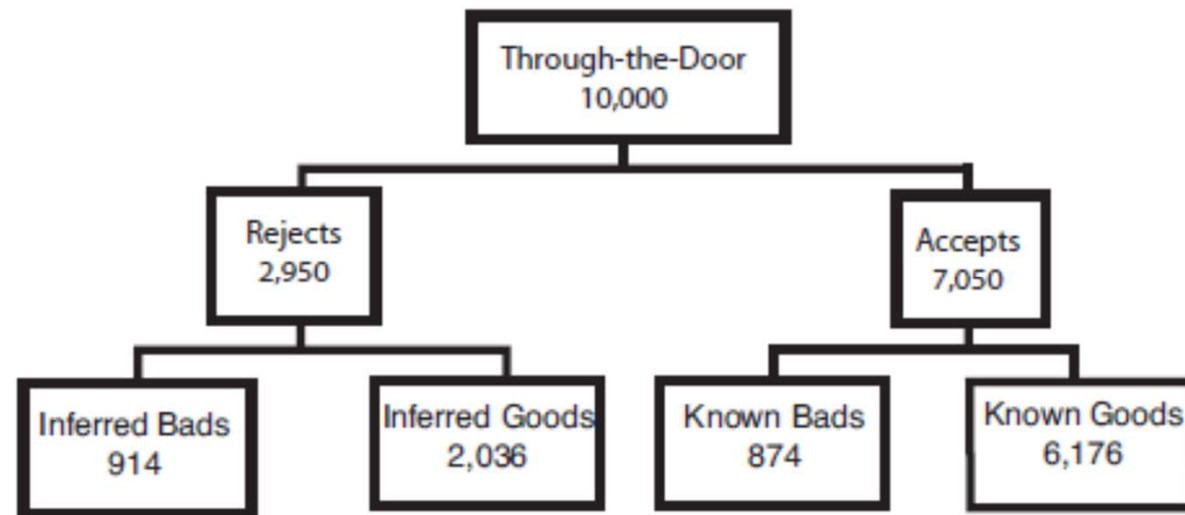 Through-the-Door
10,000
Rejects
2,950
Accepts
7,050
Inferred Bads
914
Inferred Goods
2,036
Known Bads
874
Known Goods
6,176